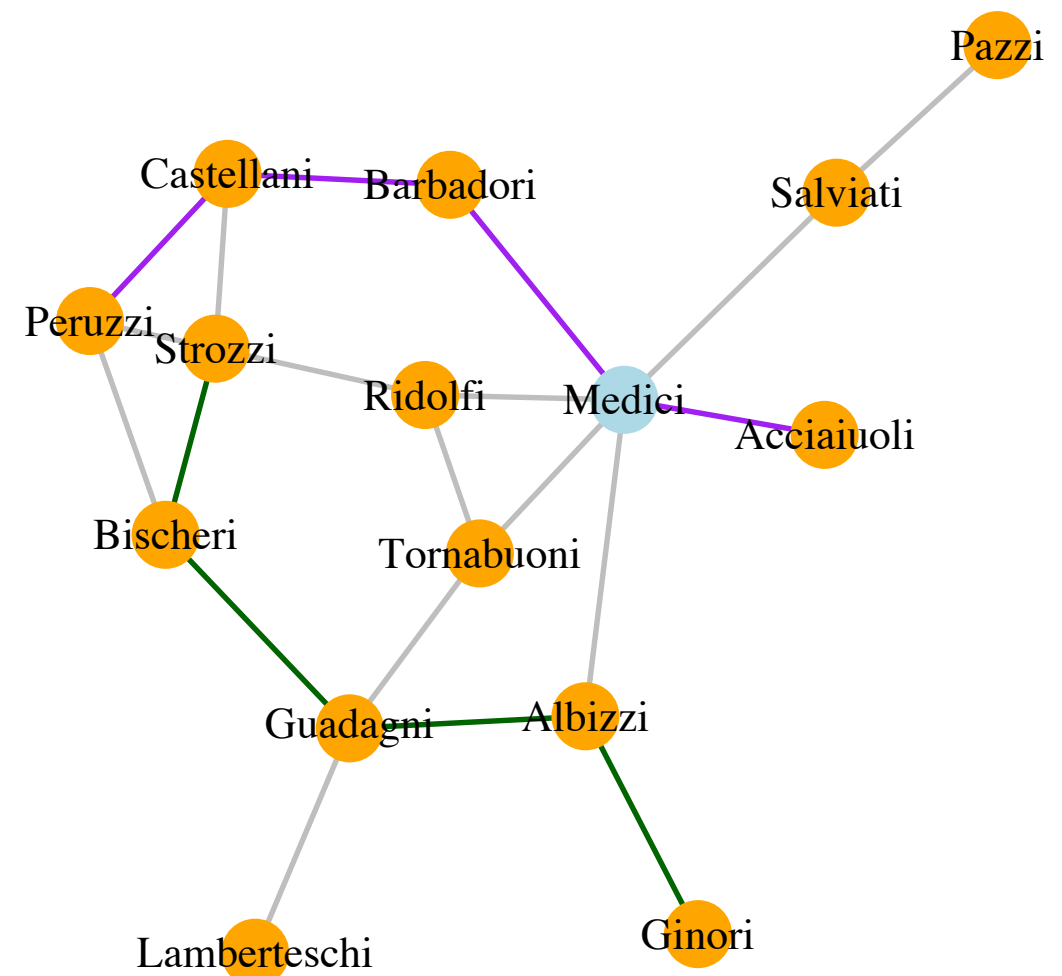 Pazzi
Castellani
Barbadori
Salviati
Peruzzi
Strozzi
Ridolfi
Medici
Acciaiuoli
Bischeri
Tornabuoni
Guadagni
Albizzi
Ginori
Lamberteschi